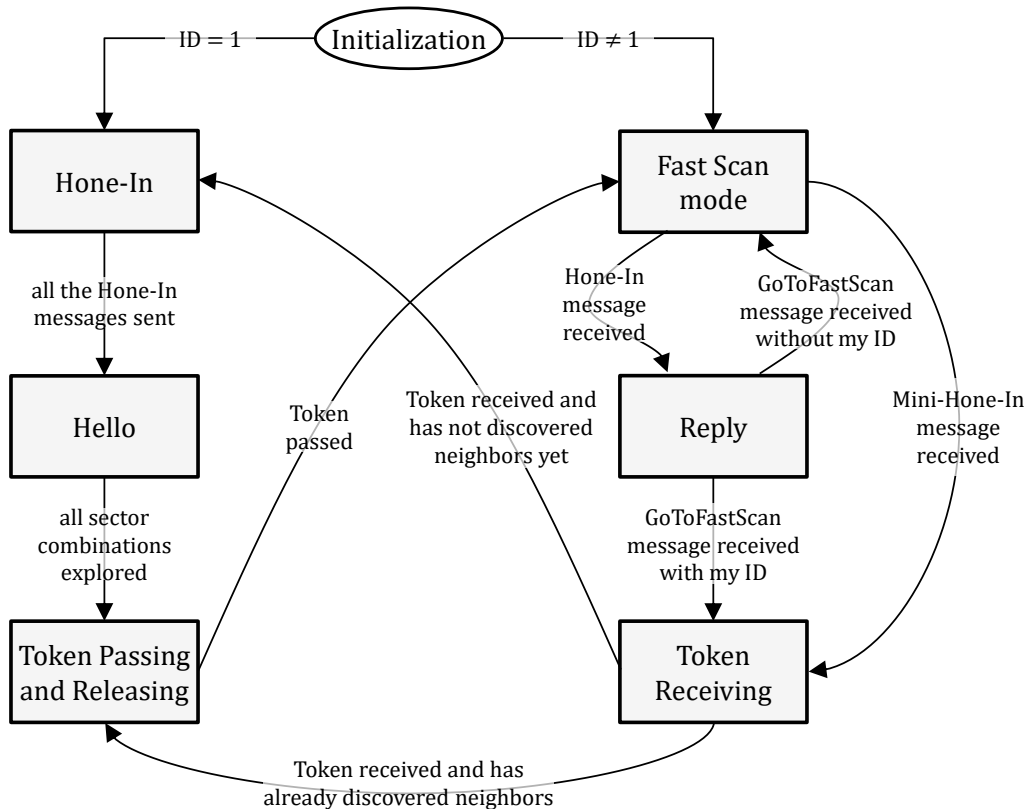 ID = 1
Initialization
ID ≠ 1
Hone-In
Fast Scan
mode
all the Hone-In
messages sent
Hone-In
message
received
GoToFastScan
message received
without my ID
Hello
Token
passed
Token received and
has not discovered
neighbors yet
Reply
Mini-Hone-In
message
received
all sector
combinations
explored
GoToFastScan
message received
with my ID
Token Passing
and Releasing
Token
Receiving
Token received and has
already discovered neighbors